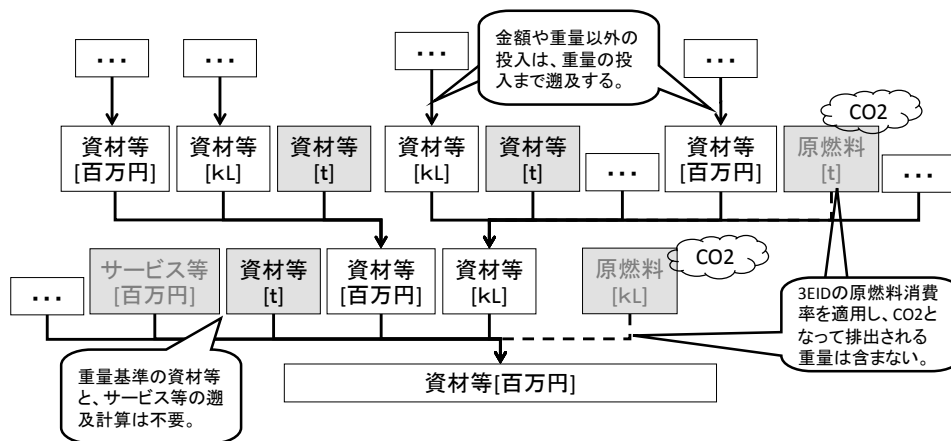 ...
...
...
金額や重量以外の
投入は、重量の投
入まで遡及する。
...
CO2
資材等
[百万円]
資材等
[kL]
資材等
[t]
資材等
[kL]
資材等
[t]
...
資材等
[百万円]
原燃料
[t]
...
...
サービス等
[百万円]
資材等
[t]
資材等
[百万円]
資材等
[kL]
原燃料
[kL]
CO2
3EIDの原燃料消費
率を適用し、CO2と
なって排出される
重量は含まない。
重量基準の資材等
と、サービス等の遡
及計算は不要。
資材等[百万円]